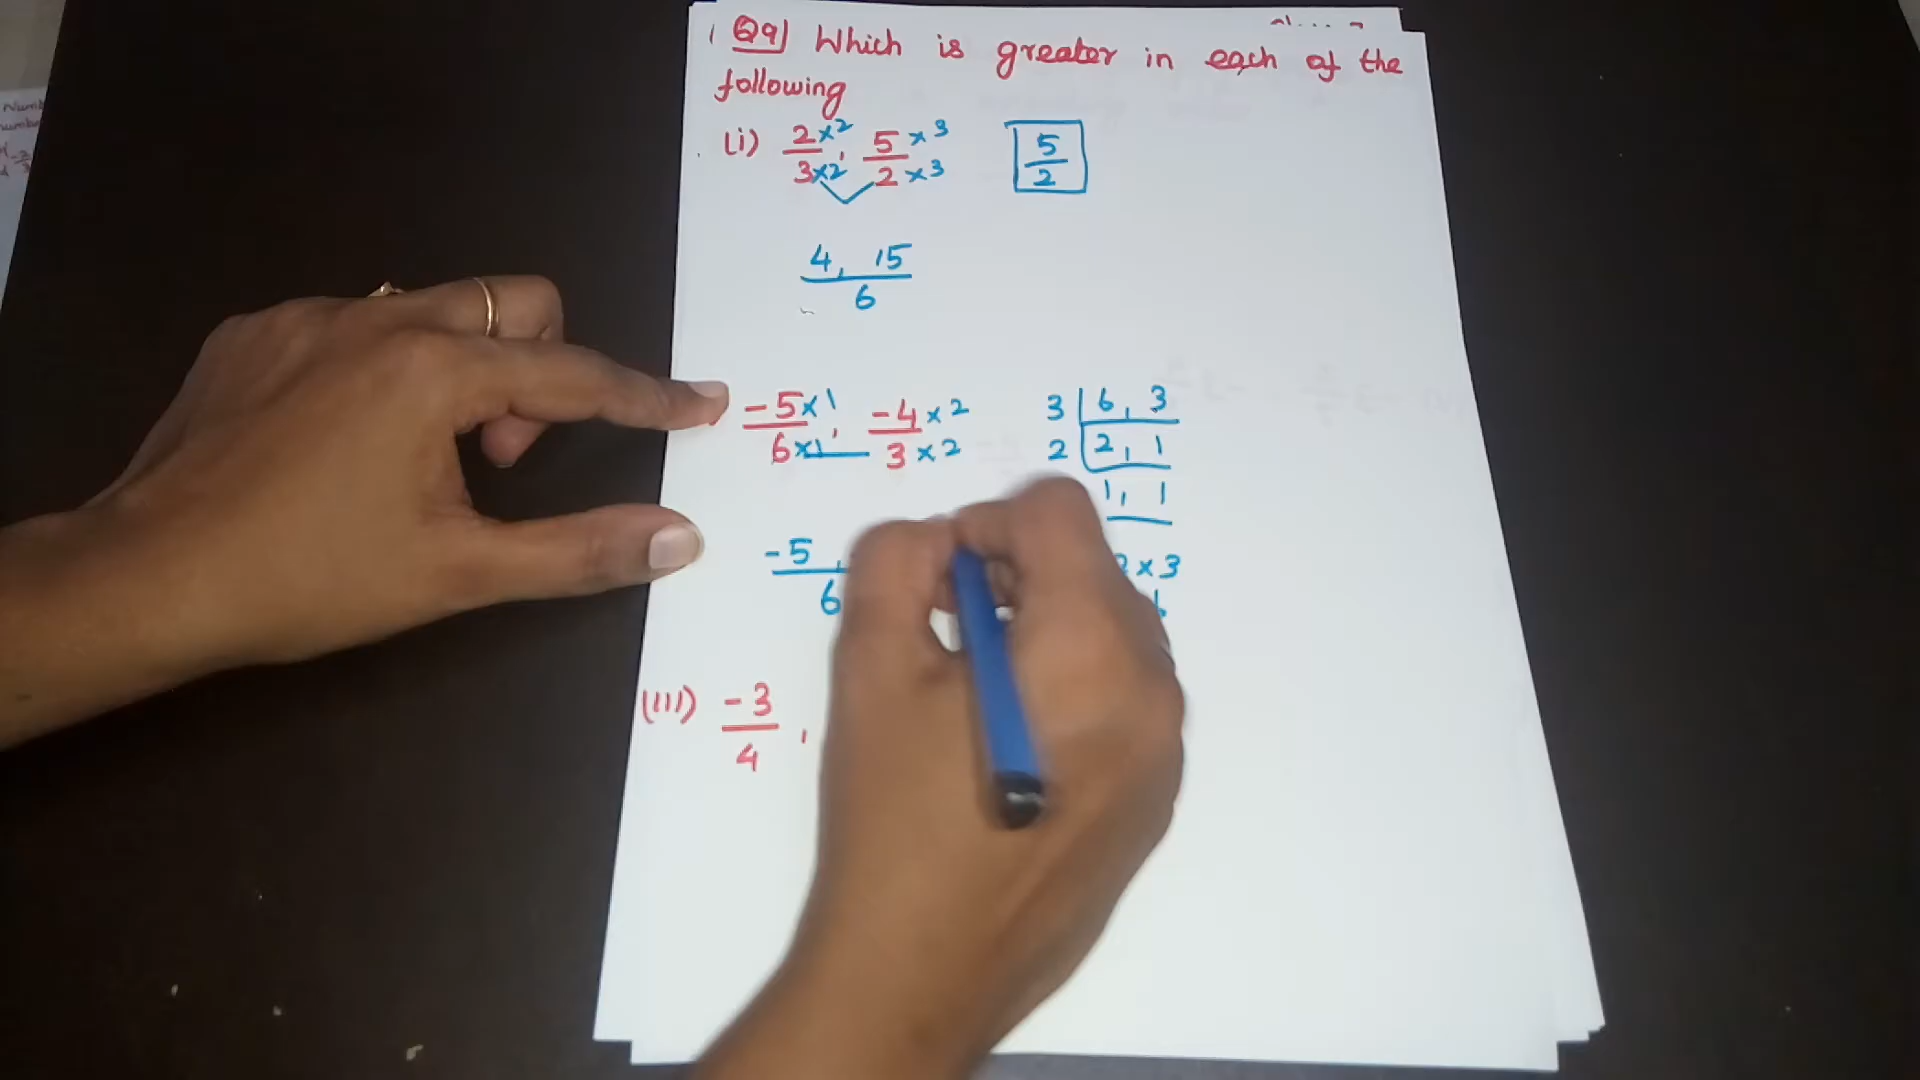 Q9) Which is greater in each of the
following
(i) 2×2/3×2 , 5×3/2×3
5/2
4, 15
6
-5×1/6×1 , -4×2/3×2
3 | 6, 3
2 | 2, 1
1, 1
-5 ,
6
×3
(III) -3/4 ,